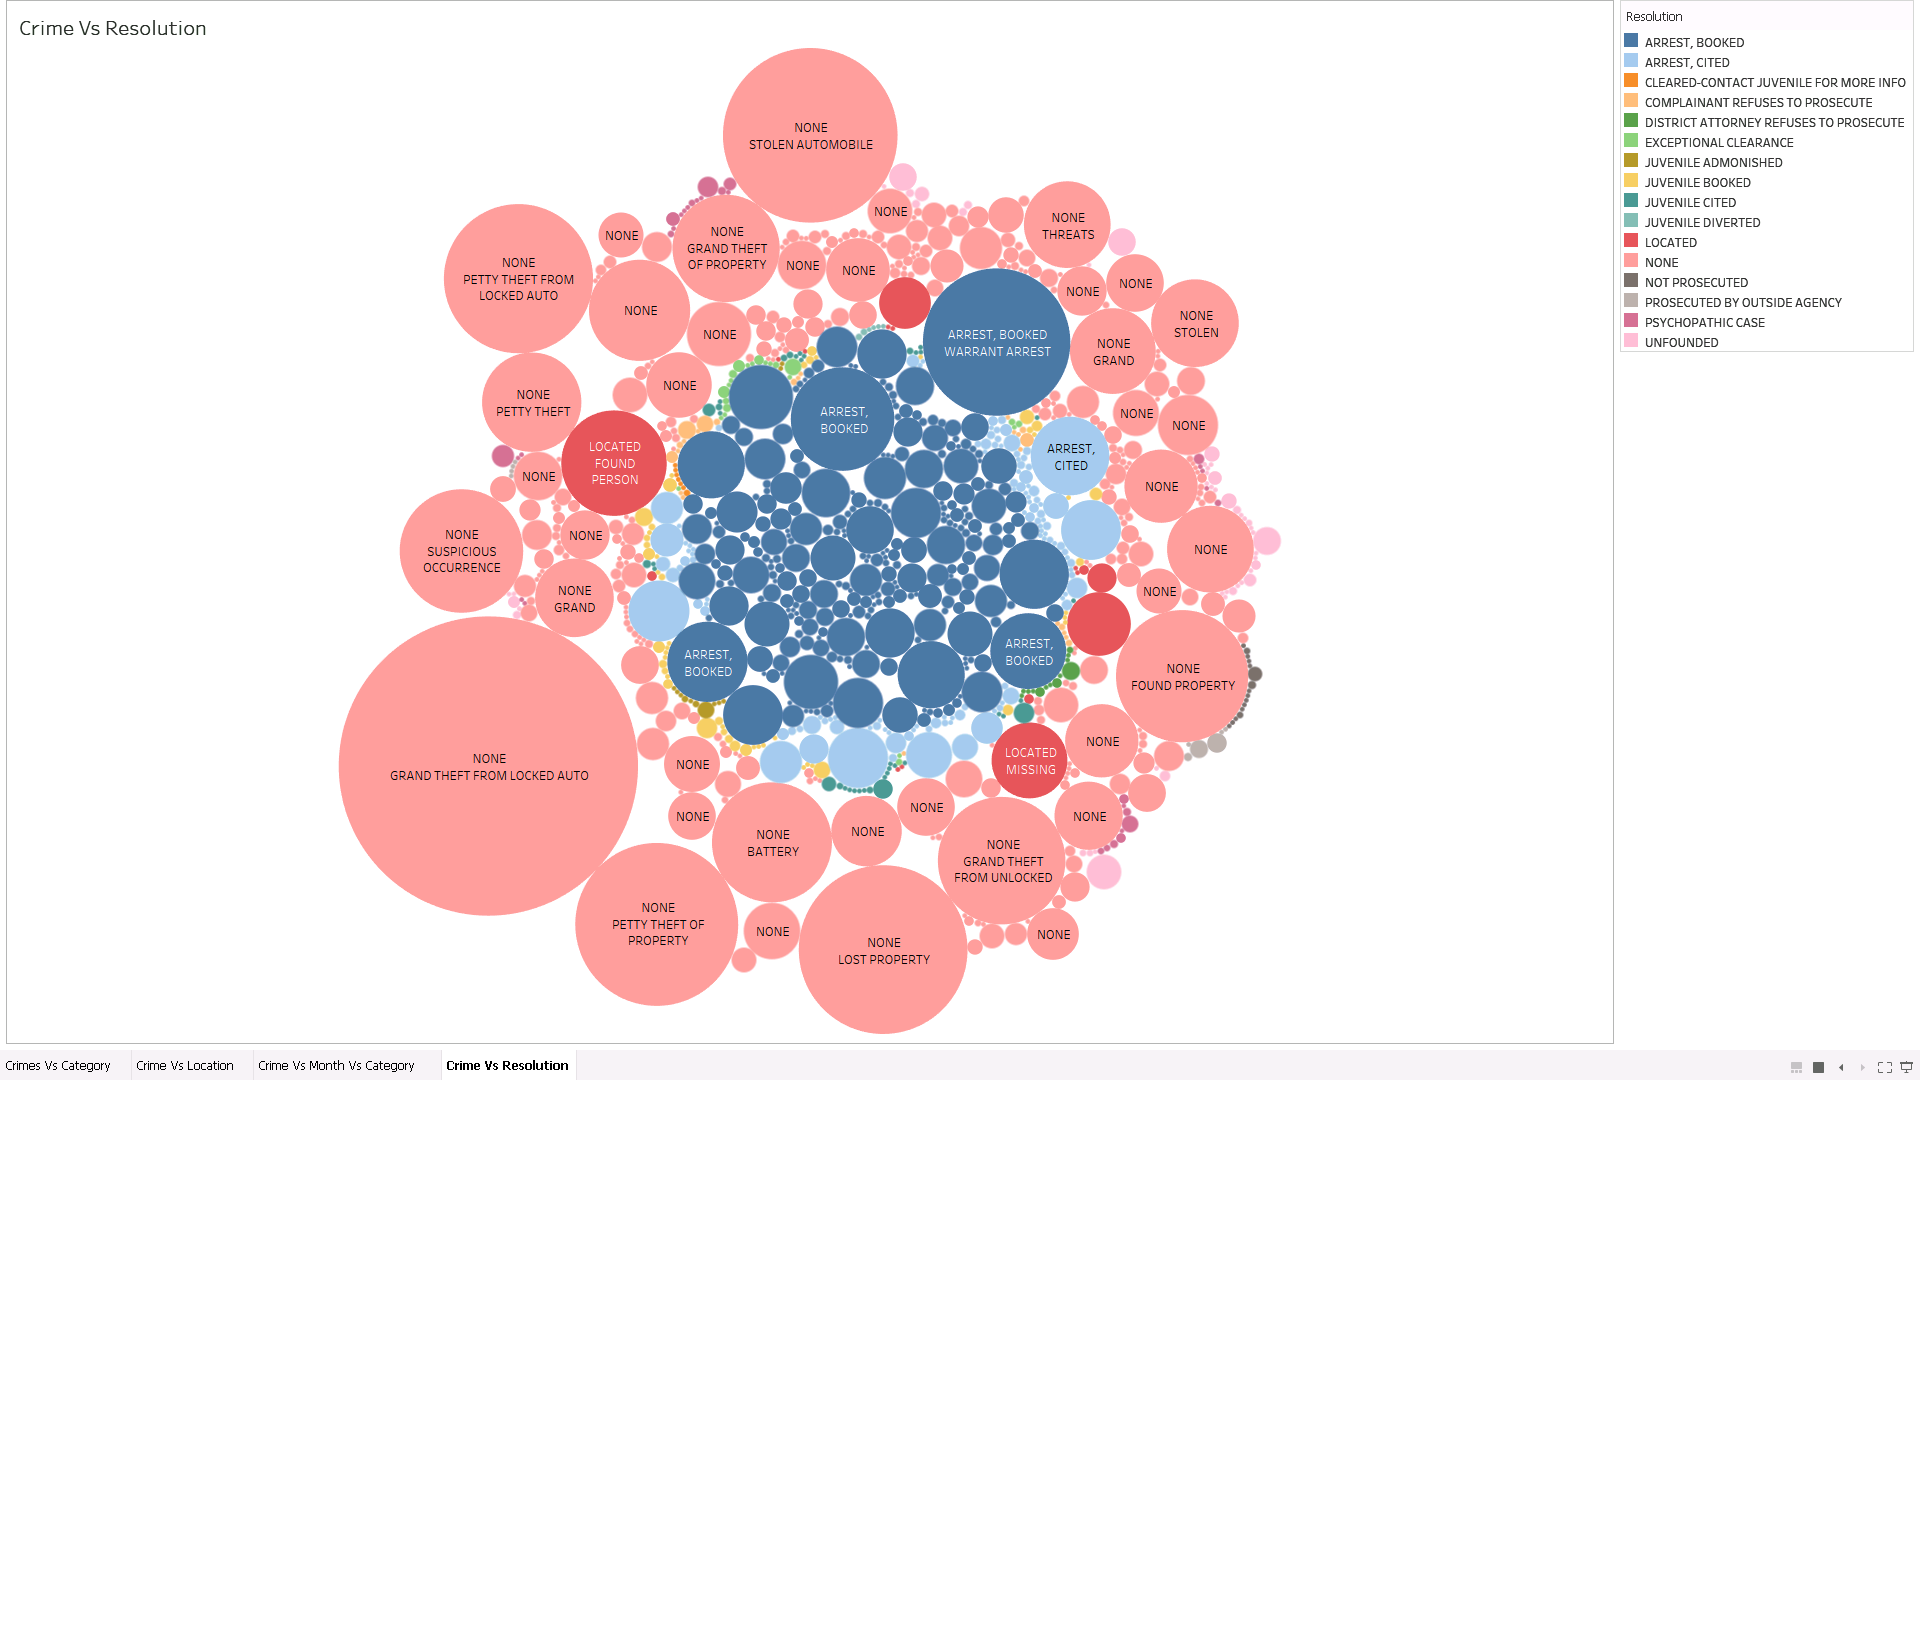 Crime Vs Resolution
NONE
STOLEN AUTOMOBILE
NONE
NONE
THREATS
NONE
NONE
GRAND THEFT
OF PROPERTY
NONE
PETTY THEFT FROM
LOCKED AUTO
NONE
NONE
NONE
NONE
NONE
NONE
STOLEN
NONE
ARREST, BOOKED
WARRANT ARREST
NONE
GRAND
NONE
NONE
PETTY THEFT
ARREST,
BOOKED
NONE
NONE
LOCATED
FOUND
PERSON
ARREST,
CITED
NONE
NONE
NONE
SUSPICIOUS
OCCURRENCE
NONE
NONE
NONE
GRAND
NONE
ARREST,
BOOKED
ARREST,
BOOKED
NONE
FOUND PROPERTY
NONE
GRAND THEFT FROM LOCKED AUTO
NONE
LOCATED
MISSING
NONE
NONE
NONE
BATTERY
NONE
NONE
NONE
NONE
GRAND THEFT
FROM UNLOCKED
NONE
PETTY THEFT OF
PROPERTY
NONE
NONE
LOST PROPERTY
NONE
Resolution
ARREST, BOOKED
ARREST, CITED
CLEARED-CONTACT JUVENILE FOR MORE INFO
COMPLAINANT REFUSES TO PROSECUTE
DISTRICT ATTORNEY REFUSES TO PROSECUTE
EXCEPTIONAL CLEARANCE
JUVENILE ADMONISHED
JUVENILE BOOKED
JUVENILE CITED
JUVENILE DIVERTED
LOCATED
NONE
NOT PROSECUTED
PROSECUTED BY OUTSIDE AGENCY
PSYCHOPATHIC CASE
UNFOUNDED
Crimes Vs Category
Crime Vs Location
Crime Vs Month Vs Category
Crime Vs Resolution